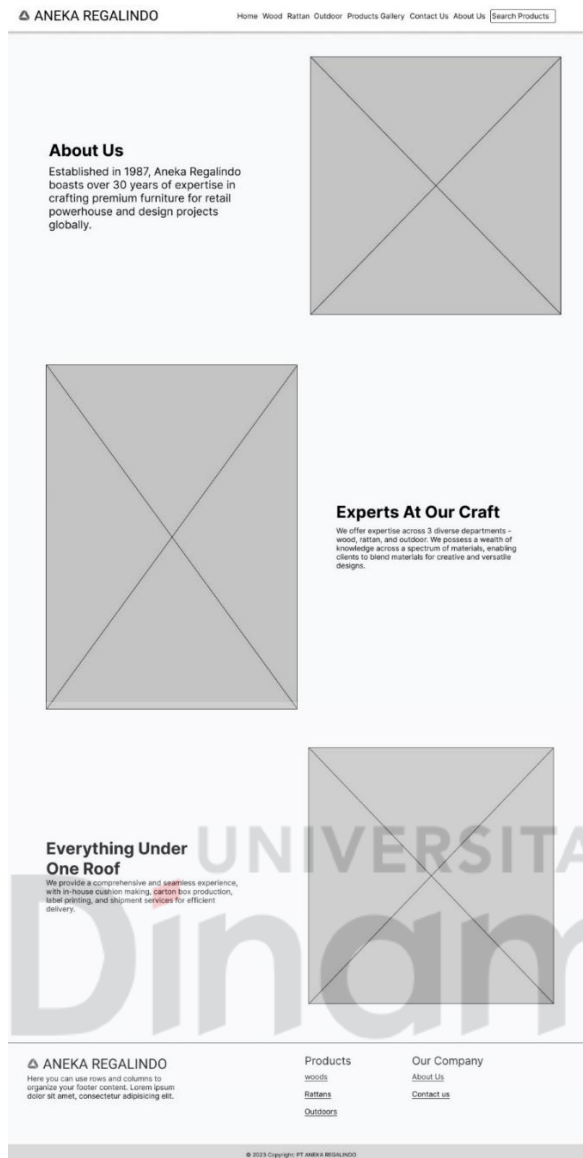 ANEKA REGALINDO
Home Wood Rattan Outdoor Products Gallery Contact Us About Us Search Products
About Us
Established in 1987, Aneka Regalindo
boasts over 30 years of expertise in
crafting premium furniture for retail
powerhouse and design projects
globally.
Experts At Our Craft
We offer expertise across 3 diverse departments -
wood, rattan, and outdoor. We possess a wealth of
knowledge across a spectrum of materials, enabling
clients to blend materials for creative and versatile
designs.
UNIVERSITA
Dinam
Everything Under
One Roof
We provide a comprehensive and seamless experience,
with in-house cushion making, carton box production,
label printing, and shipment services for efficient
delivery.
ANEKA REGALINDO
Here you can use rows and columns to
organize your footer content. Lorem ipsum
dolor sit amet, consectetur adipisicing elit.
Products
woods
Rattans
Outdoors
Our Company
About Us
Contact us
© 2023 Copyright: PT ANEKA REGALINDO